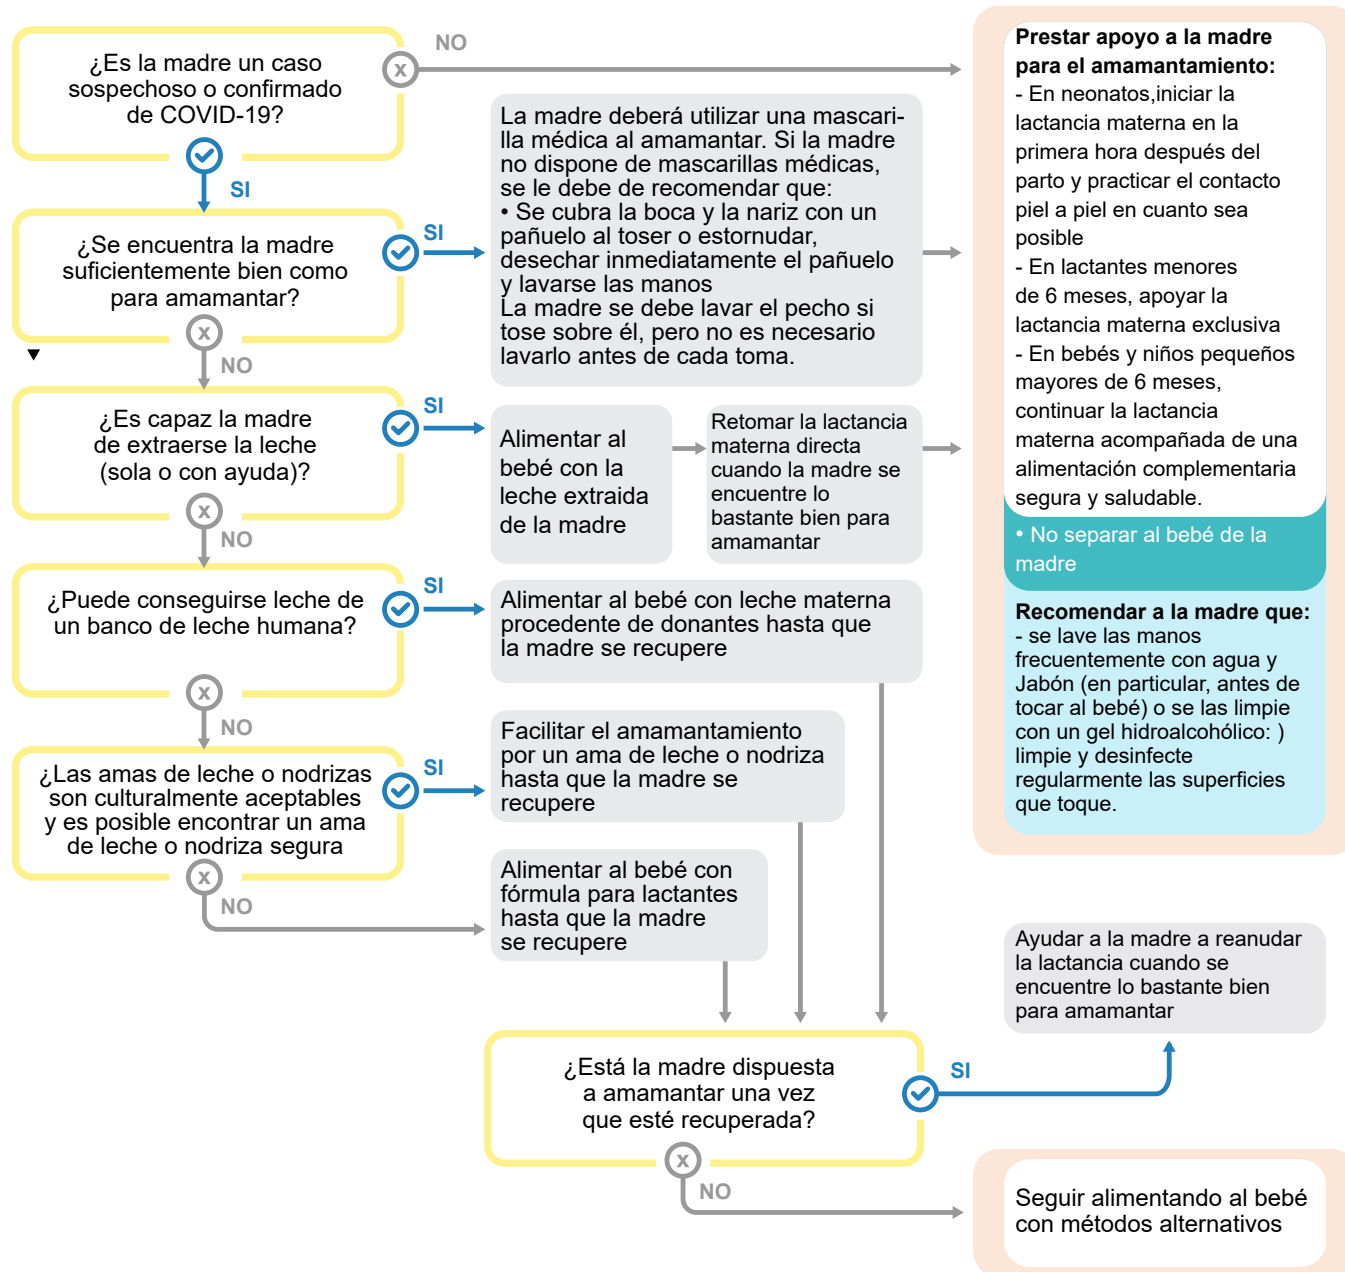 ¿Es la madre un caso
sospechoso o confirmado
de COVID-19?
x
NO
SI
¿Se encuentra la madre
suficientemente bien como
para amamantar?
SI
x
NO
La madre deberá utilizar una mascari-
lla médica al amamantar. Si la madre
no dispone de mascarillas médicas,
se le debe de recomendar que:
• Se cubra la boca y la nariz con un
pañuelo al toser o estornudar,
desechar inmediatamente el pañuelo
y lavarse las manos
La madre se debe lavar el pecho si
tose sobre él, pero no es necesario
lavarlo antes de cada toma.
¿Es capaz la madre
de extraerse la leche
(sola o con ayuda)?
SI
x
NO
Alimentar al
bebé con la
leche extraida
de la madre
Retomar la lactancia
materna directa
cuando la madre se
encuentre lo
bastante bien para
amamantar
¿Puede conseguirse leche de
un banco de leche humana?
SI
x
NO
Alimentar al bebé con leche materna
procedente de donantes hasta que
la madre se recupere
¿Las amas de leche o nodrizas
son culturalmente aceptables
y es posible encontrar un ama
de leche o nodriza segura
SI
x
NO
Facilitar el amamantamiento
por un ama de leche o nodriza
hasta que la madre se
recupere
Alimentar al bebé con
fórmula para lactantes
hasta que la madre
se recupere
Prestar apoyo a la madre
para el amamantamiento:
- En neonatos,iniciar la
lactancia materna en la
primera hora después del
parto y practicar el contacto
piel a piel en cuanto sea
posible
- En lactantes menores
de 6 meses, apoyar la
lactancia materna exclusiva
- En bebés y niños pequeños
mayores de 6 meses,
continuar la lactancia
materna acompañada de una
alimentación complementaria
segura y saludable.
• No separar al bebé de la
madre
Recomendar a la madre que:
- se lave las manos
frecuentemente con agua y
Jabón (en particular, antes de
tocar al bebé) o se las limpie
con un gel hidroalcohólico: )
limpie y desinfecte
regularmente las superficies
que toque.
¿Está la madre dispuesta
a amamantar una vez
que esté recuperada?
SI
x
NO
Ayudar a la madre a reanudar
la lactancia cuando se
encuentre lo bastante bien
para amamantar
Seguir alimentando al bebé
con métodos alternativos